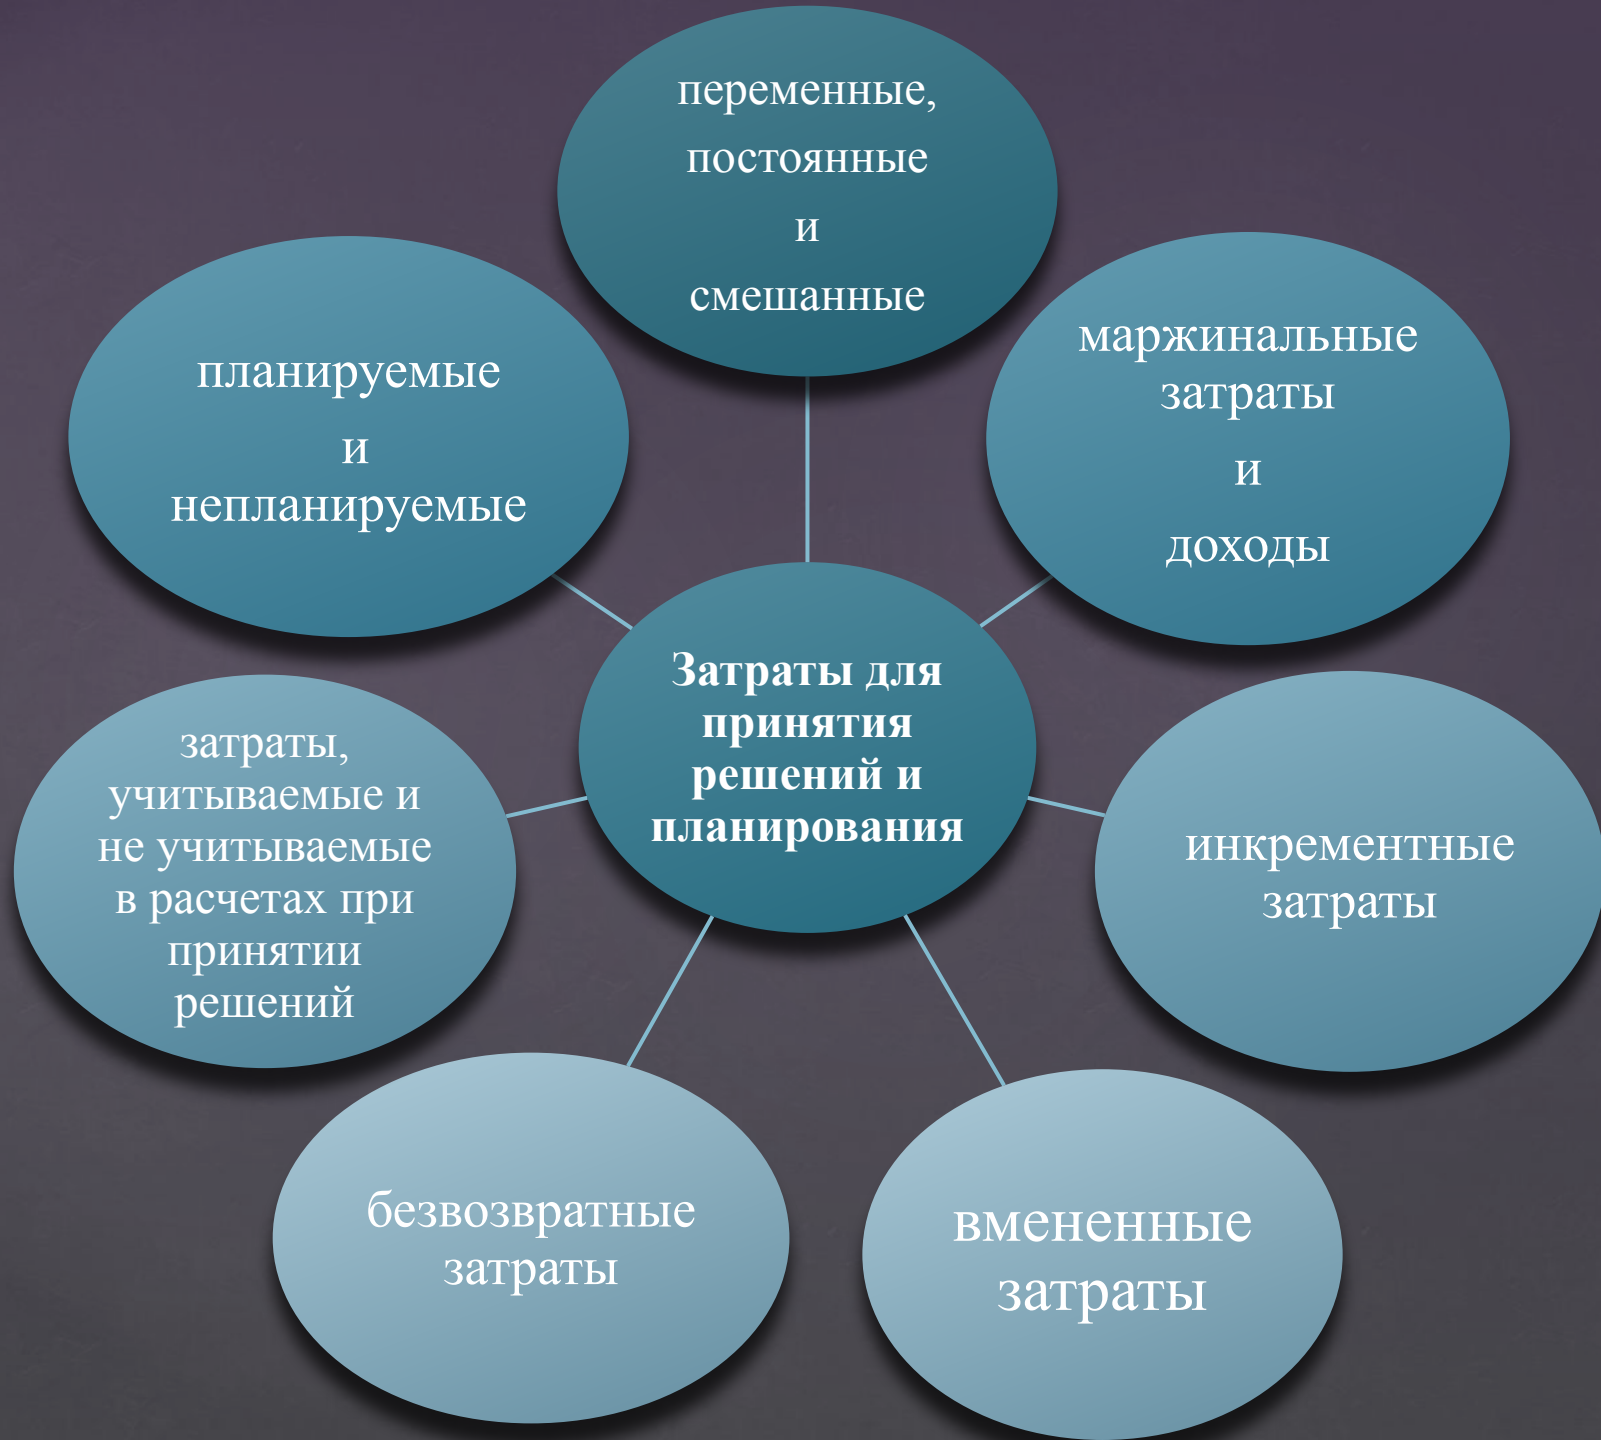 переменные,
постоянные
и
смешанные
маржинальные
затраты
и
доходы
инкрементные
затраты
вмененные
затраты
безвозвратные
затраты
затраты,
учитываемые и
не учитываемые
в расчетах при
принятии
решений
планируемые
и
непланируемые
Затраты для
принятия
решений и
планирования